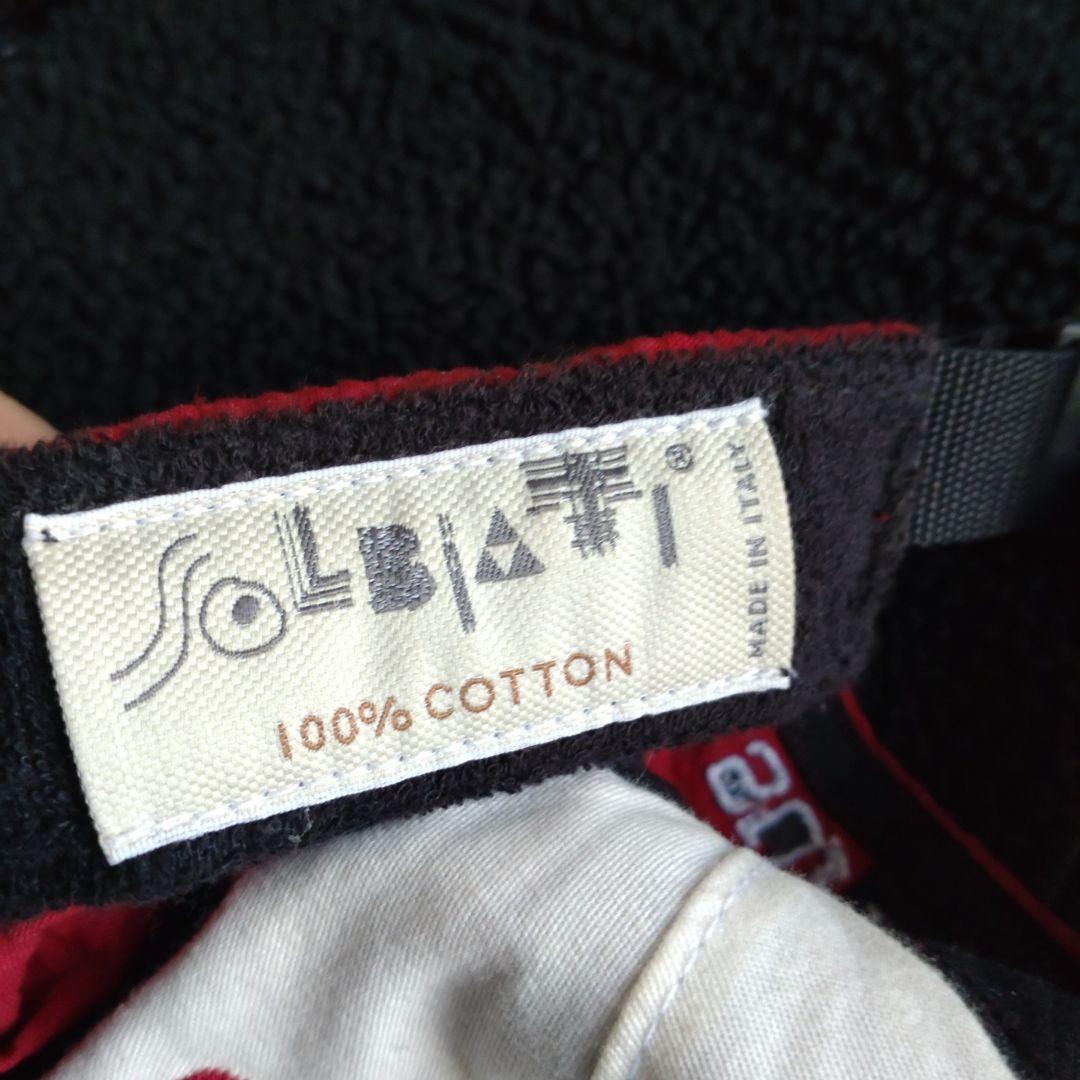 SOLBIATI®
100% COTTON
MADE IN ITALY